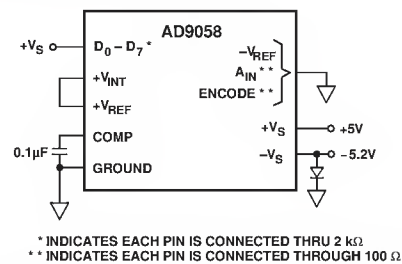 AD9058
+VS
D0 – D7 *
+VINT
+VREF
COMP
0.1µF
GROUND
–VREF
AIN * *
ENCODE * *
+VS
+5V
–VS
–5.2V
* INDICATES EACH PIN IS CONNECTED THRU 2 kΩ
* * INDICATES EACH PIN IS CONNECTED THROUGH 100 Ω